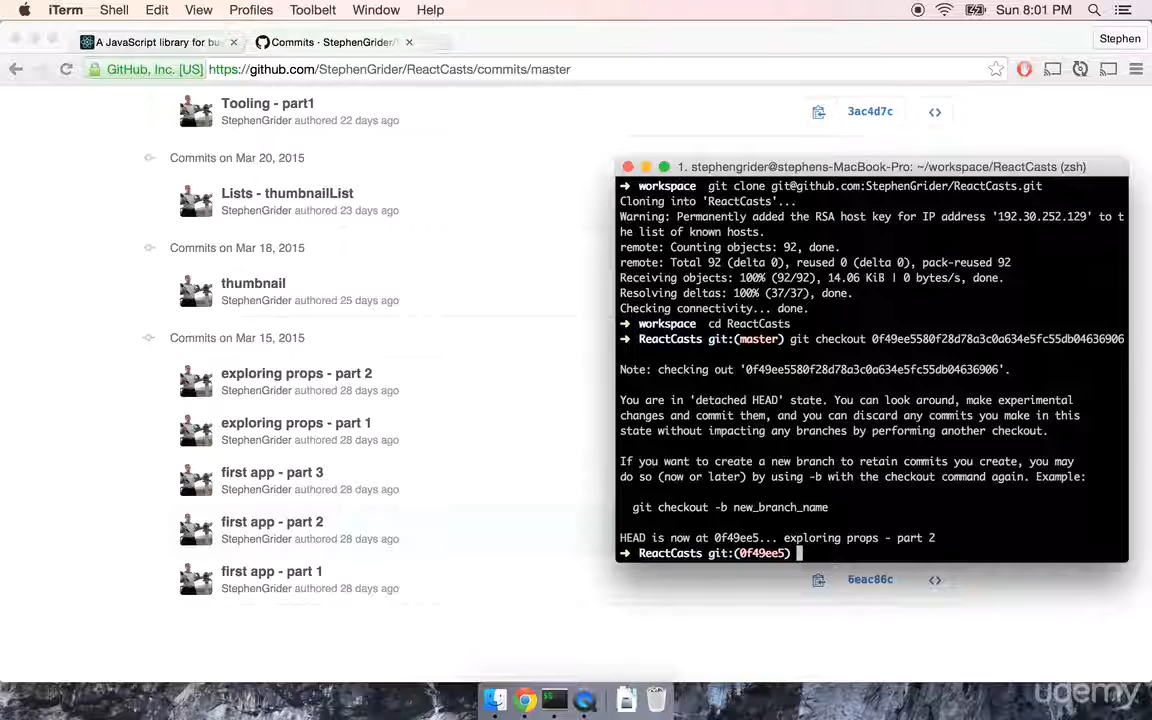 iTerm Shell Edit View Profiles Toolbelt Window Help Sun 8:01 PM
A JavaScript library for bu Commits · StephenGrider/ Stephen
GitHub, Inc. [US] https://github.com/StephenGrider/ReactCasts/commits/master
Tooling - part1
StephenGrider authored 22 days ago
3ac4d7c
Commits on Mar 20, 2015
Lists - thumbnailList
StephenGrider authored 23 days ago
Commits on Mar 18, 2015
thumbnail
StephenGrider authored 25 days ago
Commits on Mar 15, 2015
exploring props - part 2
StephenGrider authored 28 days ago
exploring props - part 1
StephenGrider authored 28 days ago
first app - part 3
StephenGrider authored 28 days ago
first app - part 2
StephenGrider authored 28 days ago
first app - part 1
StephenGrider authored 28 days ago
6eac86c
1. stephengrider@stephens-MacBook-Pro: ~/workspace/ReactCasts (zsh)
➜ workspace git clone git@github.com:StephenGrider/ReactCasts.git
Cloning into 'ReactCasts'...
Warning: Permanently added the RSA host key for IP address '192.30.252.129' to t
he list of known hosts.
remote: Counting objects: 92, done.
remote: Total 92 (delta 0), reused 0 (delta 0), pack-reused 92
Receiving objects: 100% (92/92), 14.06 KiB | 0 bytes/s, done.
Resolving deltas: 100% (37/37), done.
Checking connectivity... done.
➜ workspace cd ReactCasts
➜ ReactCasts git:(master) git checkout 0f49ee5580f28d78a3c0a634e5fc55db04636906
Note: checking out '0f49ee5580f28d78a3c0a634e5fc55db04636906'.
You are in 'detached HEAD' state. You can look around, make experimental
changes and commit them, and you can discard any commits you make in this
state without impacting any branches by performing another checkout.
If you want to create a new branch to retain commits you create, you may
do so (now or later) by using -b with the checkout command again. Example:
git checkout -b new_branch_name
HEAD is now at 0f49ee5... exploring props - part 2
➜ ReactCasts git:(0f49ee5)
udemy